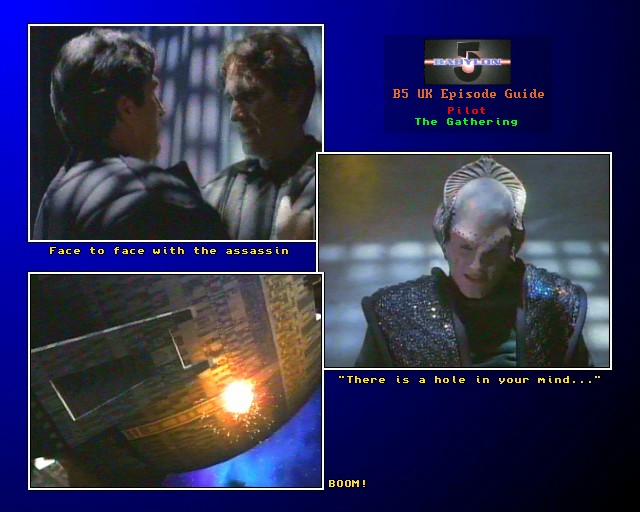 5
BABYLON
B5 UK Episode Guide
Pilot
The Gathering
Face to face with the assassin
"There is a hole in your mind..."
BOOM!